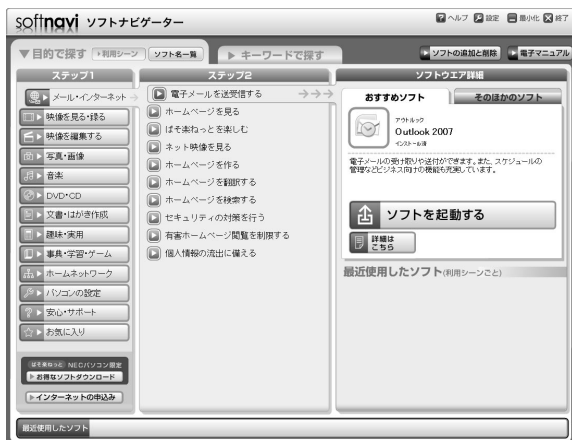 softnavi ソフトナビゲーター
ヘルプ 設定 最小化 終了
▼目的で探す ▶利用シーン ソフト名一覧 ▶ キーワードで探す ▶ソフトの追加と削除 ▶電子マニュアル
ステップ1
メール・インターネット
映像を見る・録る
映像を編集する
写真・画像
音楽
DVD・CD
文書・はがき作成
趣味・実用
事典・学習・ゲーム
ホームネットワーク
パソコンの設定
安心・サポート
お気に入り
ぱそ楽ねっと NECパソコン限定
▶お得なソフトダウンロード
▶インターネットの申込み
ステップ2
電子メールを送受信する
ホームページを見る
ぱそ楽ねっとを楽しむ
ネット映像を見る
ホームページを作る
ホームページを翻訳する
ホームページを検索する
セキュリティの対策を行う
有害ホームページ閲覧を制限する
個人情報の流出に備える
ソフトウエア詳細
おすすめソフト そのほかのソフト
アウトルック
Outlook 2007
インストール済
電子メールの受け取りや送付ができます。また、スケジュールの
管理などビジネス向けの機能も充実しています。
ソフトを起動する
詳細は
こちら
最近使用したソフト(利用シーンごと)
最近使用したソフト